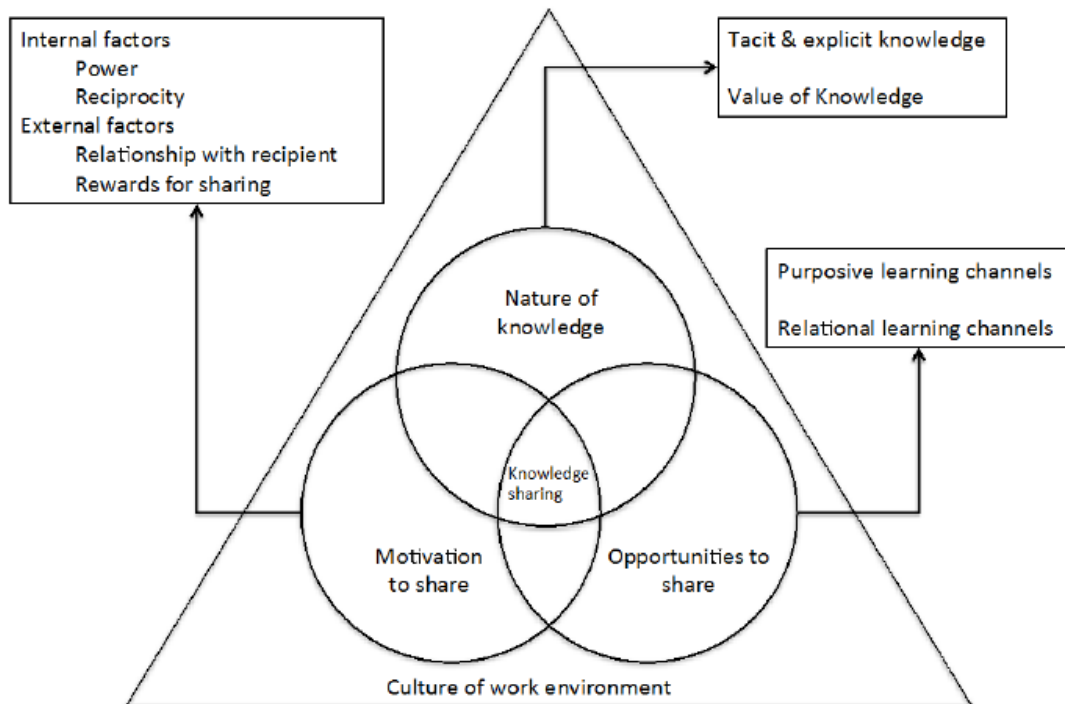 Internal factors
Power
Reciprocity
External factors
Relationship with recipient
Rewards for sharing
Tacit & explicit knowledge
Value of Knowledge
Purposive learning channels
Relational learning channels
Nature of
knowledge
Knowledge
sharing
Motivation
to share
Opportunities to
share
Culture of work environment